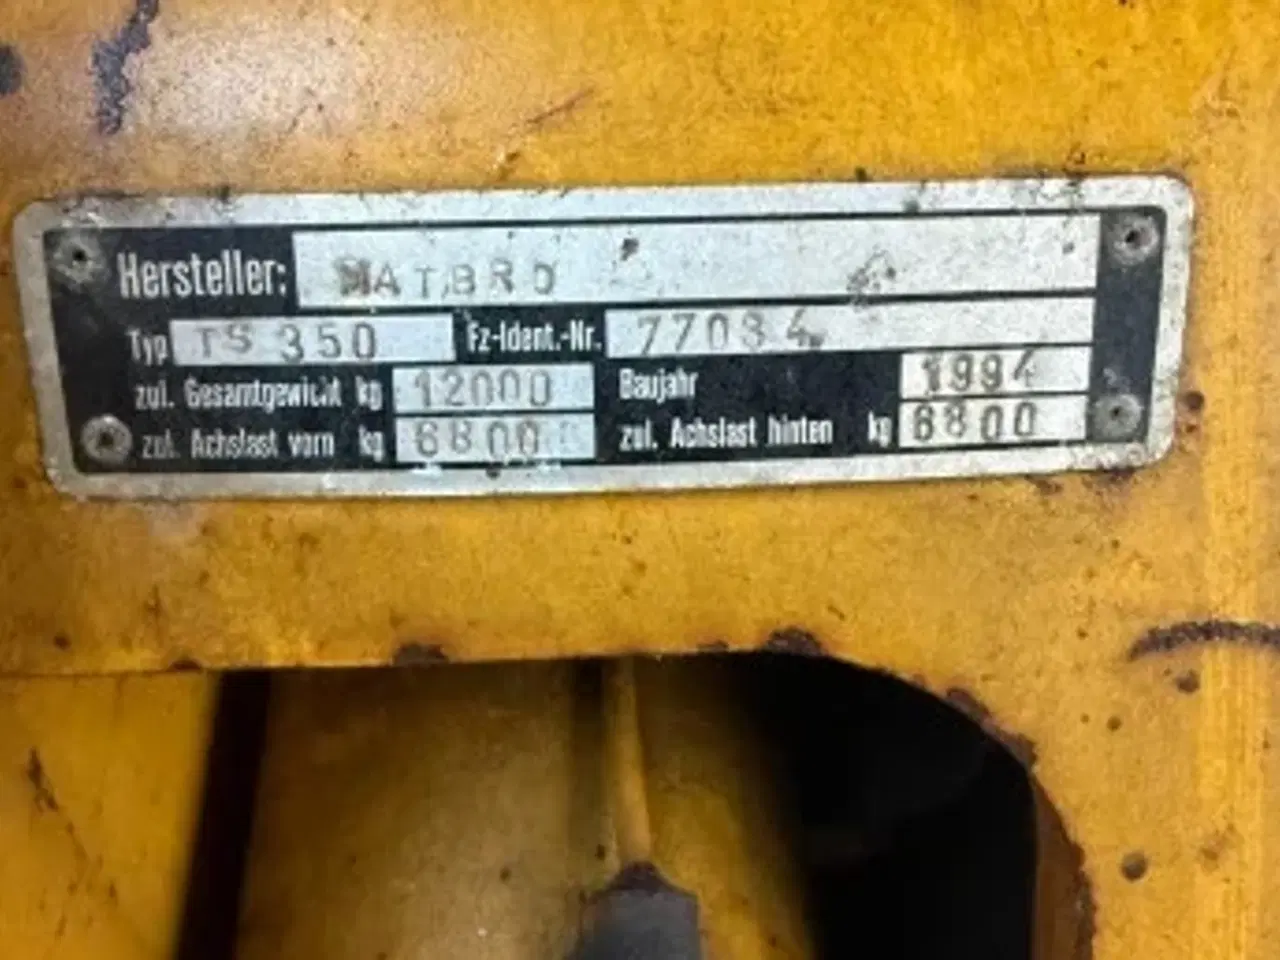 Hersteller: MATBRO
Typ TS 350 Fz-Ident.-Nr. 77034
zul. Gesamtgewicht kg 12000 Baujahr 1994
zul. Achslast vorn kg 6800 zul. Achslast hinten kg 6800